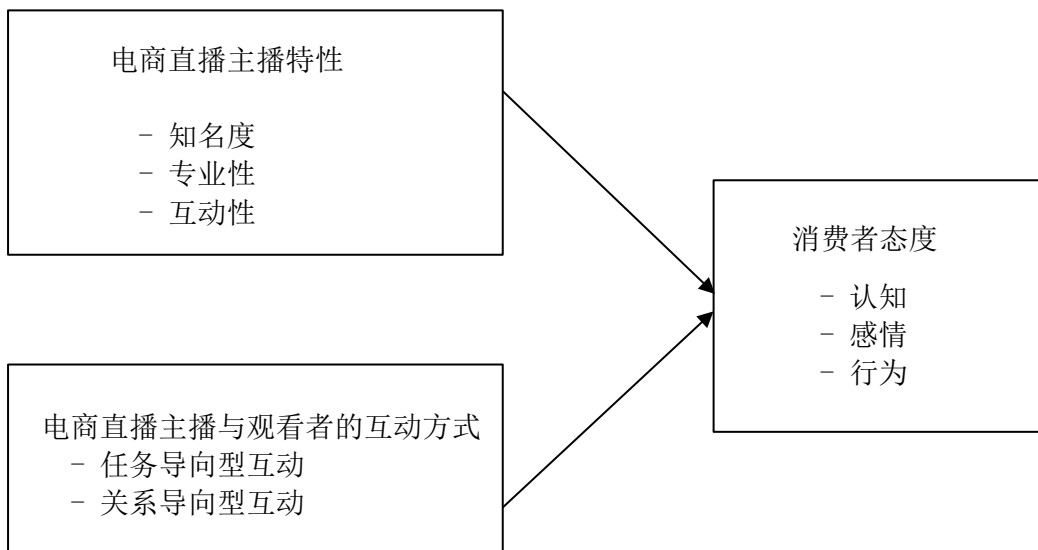 电商直播主播特性
- 知名度
- 专业性
- 互动性
消费者态度
- 认知
- 感情
- 行为
电商直播主播与观看者的互动方式
- 任务导向型互动
- 关系导向型互动